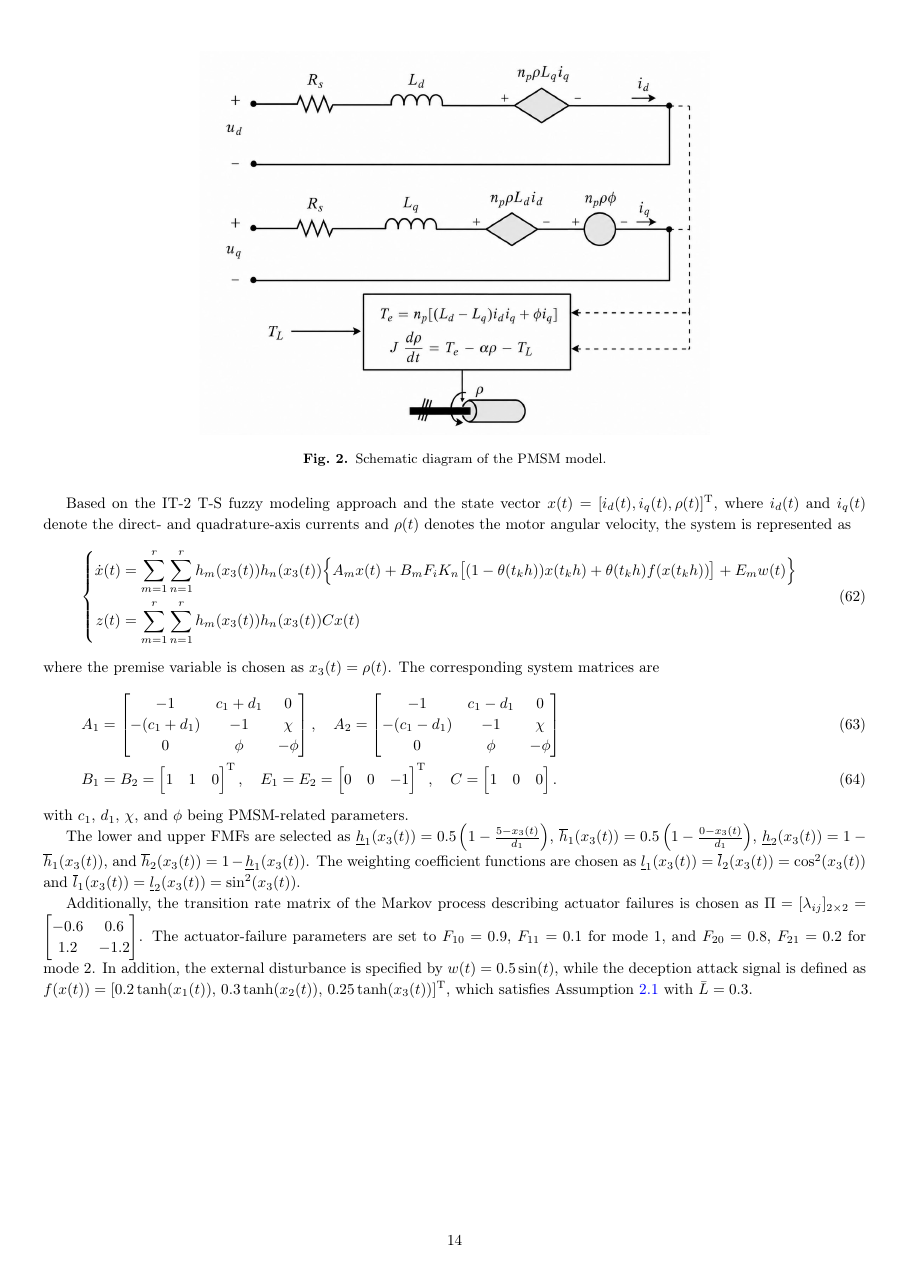 R_s L_d n_pρL_qi_q i_d
+ + −
u_d
−
R_s L_q n_pρL_di_d n_pρϕ i_q
+ + − + −
u_q
−
T_e = n_p[(L_d − L_q)i_di_q + ϕi_q]
T_L
J dρ/dt = T_e − αρ − T_L
ρ
Fig. 2. Schematic diagram of the PMSM model.
Based on the IT-2 T-S fuzzy modeling approach and the state vector x(t) = [i_d(t), i_q(t), ρ(t)]^T, where i_d(t) and i_q(t)
denote the direct- and quadrature-axis currents and ρ(t) denotes the motor angular velocity, the system is represented as
ẋ(t) = ∑_{m=1}^{r} ∑_{n=1}^{r} h_m(x_3(t))h_n(x_3(t)){A_mx(t) + B_mF_iK_n[(1 − θ(t_kh))x(t_kh) + θ(t_kh)f(x(t_kh))] + E_mw(t)}
(62)
z(t) = ∑_{m=1}^{r} ∑_{n=1}^{r} h_m(x_3(t))h_n(x_3(t))Cx(t)
where the premise variable is chosen as x_3(t) = ρ(t). The corresponding system matrices are
A_1 = [−1 c_1 + d_1 0; −(c_1 + d_1) −1 χ; 0 ϕ −ϕ], A_2 = [−1 c_1 − d_1 0; −(c_1 − d_1) −1 χ; 0 ϕ −ϕ] (63)
B_1 = B_2 = [1 1 0]^T, E_1 = E_2 = [0 0 −1]^T, C = [1 0 0]. (64)
with c_1, d_1, χ, and ϕ being PMSM-related parameters.
The lower and upper FMFs are selected as h̲_1(x_3(t)) = 0.5(1 − (5−x_3(t))/d_1), h̅_1(x_3(t)) = 0.5(1 − (0−x_3(t))/d_1), h̲_2(x_3(t)) = 1 −
h̅_1(x_3(t)), and h̅_2(x_3(t)) = 1 − h̲_1(x_3(t)). The weighting coefficient functions are chosen as l̲_1(x_3(t)) = l̅_2(x_3(t)) = cos²(x_3(t))
and l̅_1(x_3(t)) = l̲_2(x_3(t)) = sin²(x_3(t)).
Additionally, the transition rate matrix of the Markov process describing actuator failures is chosen as Π = [λ_ij]_{2×2} =
[−0.6 0.6; 1.2 −1.2]. The actuator-failure parameters are set to F_10 = 0.9, F_11 = 0.1 for mode 1, and F_20 = 0.8, F_21 = 0.2 for
mode 2. In addition, the external disturbance is specified by w(t) = 0.5 sin(t), while the deception attack signal is defined as
f(x(t)) = [0.2 tanh(x_1(t)), 0.3 tanh(x_2(t)), 0.25 tanh(x_3(t))]^T, which satisfies Assumption 2.1 with L̄ = 0.3.
14